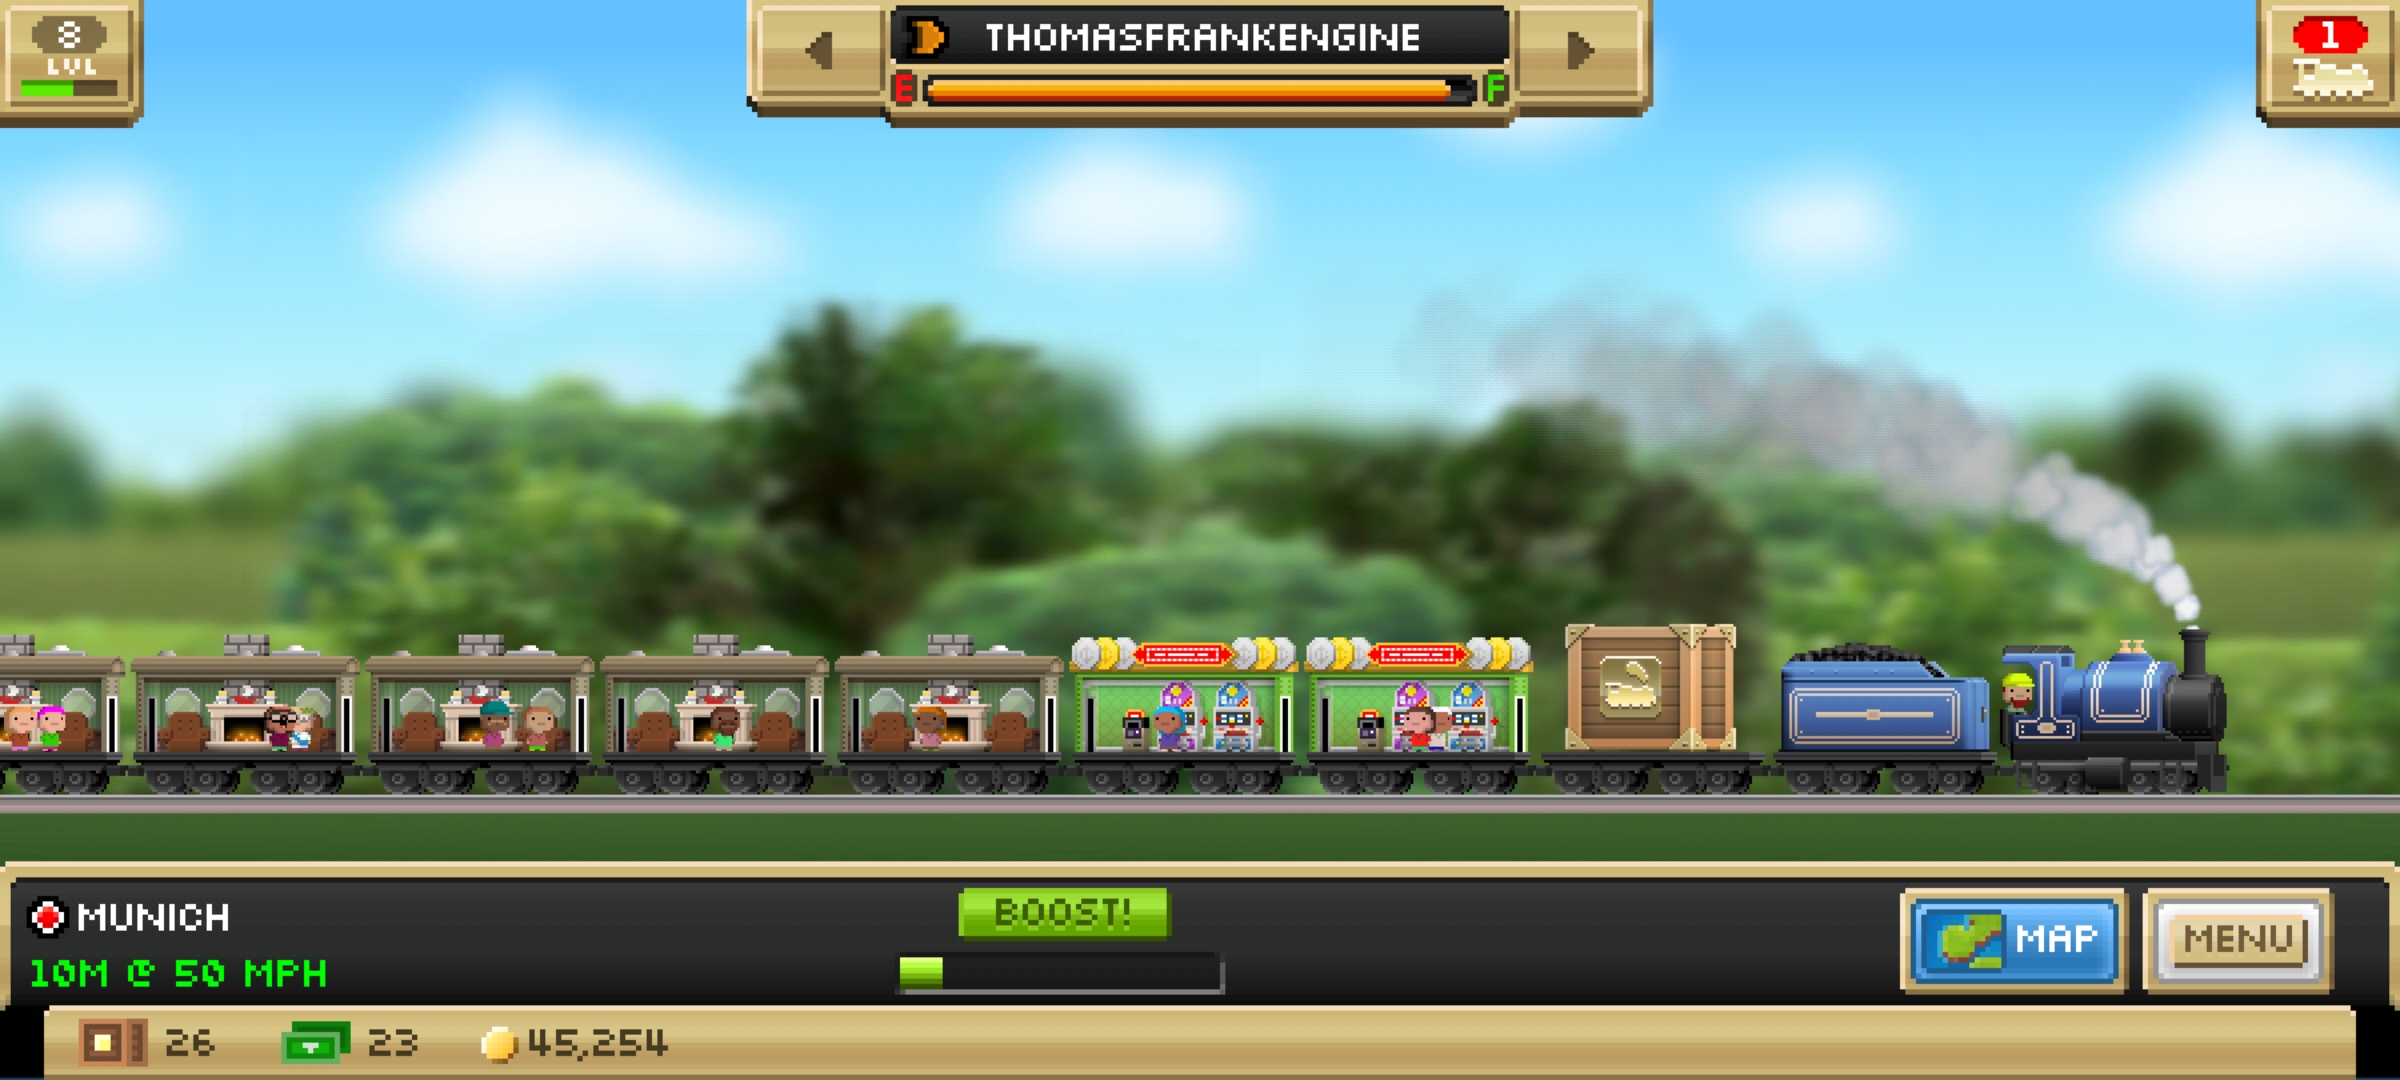 8
LVL
THOMASFRANKENGINE
E F
1
MUNICH
BOOST!
10M @ 50 MPH
MAP
MENU
26 23 45,254